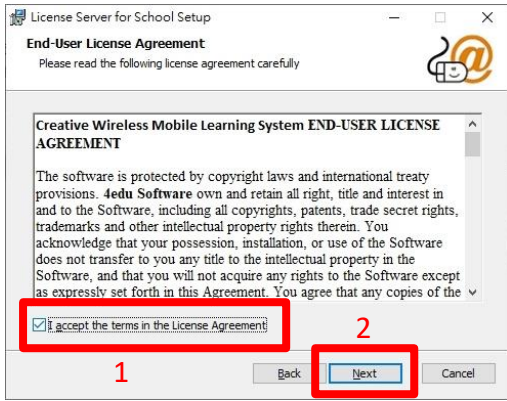 License Server for School Setup
End-User License Agreement
Please read the following license agreement carefully
Creative Wireless Mobile Learning System END-USER LICENSE
AGREEMENT
The software is protected by copyright laws and international treaty
provisions. 4edu Software own and retain all right, title and interest in
and to the Software, including all copyrights, patents, trade secret rights,
trademarks and other intellectual property rights therein. You
acknowledge that your possession, installation, or use of the Software
does not transfer to you any title to the intellectual property in the
Software, and that you will not acquire any rights to the Software except
as expressly set forth in this Agreement. You agree that any copies of the
I accept the terms in the License Agreement
1
2
Back Next Cancel